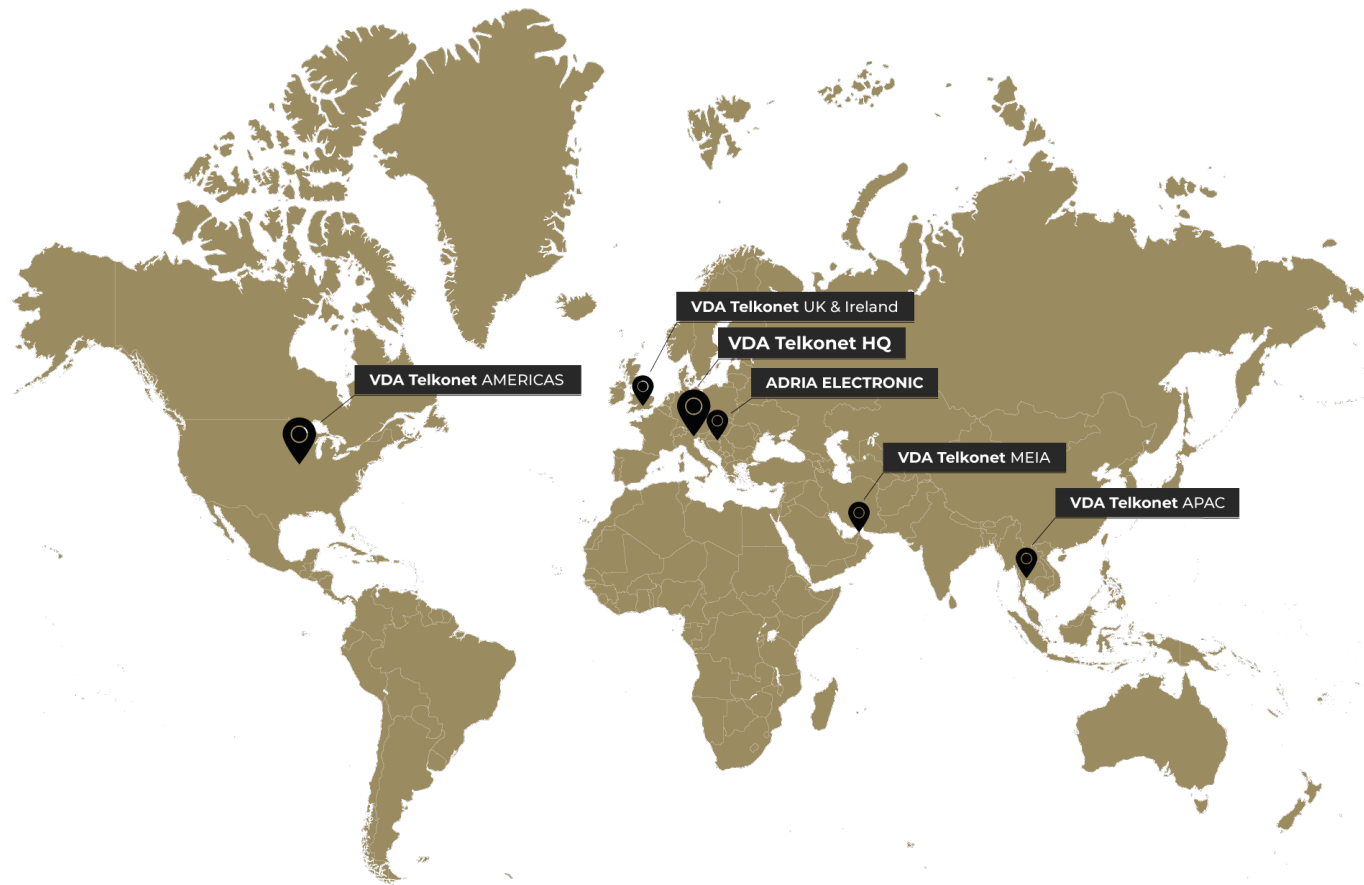 VDA Telkonet UK & Ireland
VDA Telkonet HQ
VDA Telkonet AMERICAS
ADRIA ELECTRONIC
VDA Telkonet MEIA
VDA Telkonet APAC